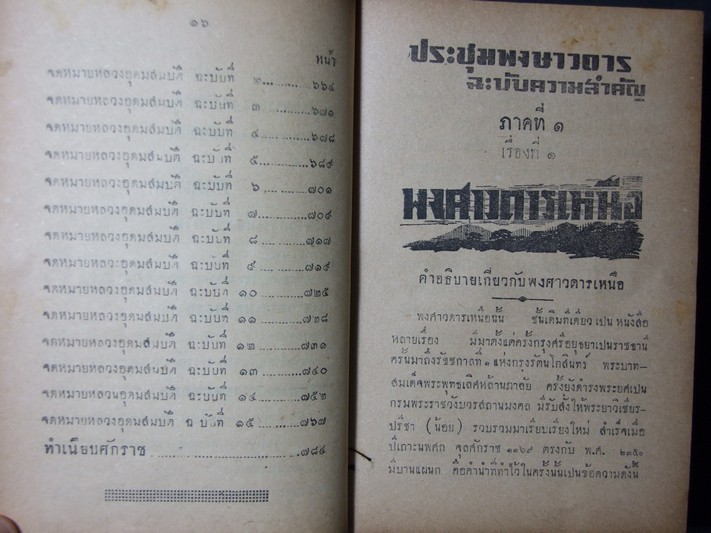 ๑๖
หน้า
จดหมายหลวงอุดมสมบัติ ฉะบับที่ ๒..........๖๖๔
จดหมายหลวงอุดมสมบัติ ฉะบับที่ ๓..........๖๗๑
จดหมายหลวงอุดมสมบัติ ฉะบับที่ ๔..........๖๗๘
จดหมายหลวงอุดมสมบัติ ฉะบับที่ ๕..........๖๘๙
จดหมายหลวงอุดมสมบัติ ฉะบับที่ ๖..........๗๐๑
จดหมายหลวงอุดมสมบัติ ฉะบับที่ ๗..........๗๐๙
จดหมายหลวงอุดมสมบัติ ฉะบับที่ ๘..........๗๑๗
จดหมายหลวงอุดมสมบัติ ฉะบับที่ ๙..........๗๑๙
จดหมายหลวงอุดมสมบัติ ฉะบับที่ ๑๐..........๗๒๕
จดหมายหลวงอุดมสมบัติ ฉะบับที่ ๑๑..........๗๒๘
จดหมายหลวงอุดมสมบัติ ฉะบับที่ ๑๒..........๗๓๑
จดหมายหลวงอุดมสมบัติ ฉะบับที่ ๑๓..........๗๔๐
จดหมายหลวงอุดมสมบัติ ฉะบับที่ ๑๔..........๗๕๒
จดหมายหลวงอุดมสมบัติ ฉะบับที่ ๑๕..........๗๖๗
ทำเนียบศักราช..........๗๘๔
ประชุมพงษาวดาร
ฉะบับความสำคัญ
ภาคที่ ๑
เรื่องที่ ๑
พงศาวดารเหนือ
คำอธิบายเกี่ยวกับพงศาวดารเหนือ
พงศาวดารเหนือนั้น ชั้นเดิมทีเดียวเป็นหนังสือ
หลายเรื่อง มีมาตั้งแต่ครั้งกรุงศรีอยุธยาเป็นราชธานี
ครั้นมาถึงรัชกาลที่ ๑ แห่งกรุงรัตนโกสินทร์ พระบาท-
สมเด็จพระพุทธเลิศหล้านภาลัย ครั้งยังดำรงพระยศเป็น
กรมพระราชวังบวรสถานมงคล มีรับสั่งให้พระยาวิเชียร-
ปรีชา (น้อย) รวบรวมมาเรียบเรียงใหม่ สำเร็จเมื่อ
ปีเถาะนพศก จุลศักราช ๑๑๖๙ ตรงกับ พ.ศ. ๒๓๕๐
มีบานแผนก คือคำนำที่ทำไว้ในครั้งนั้นเป็นข้อความดังนี้